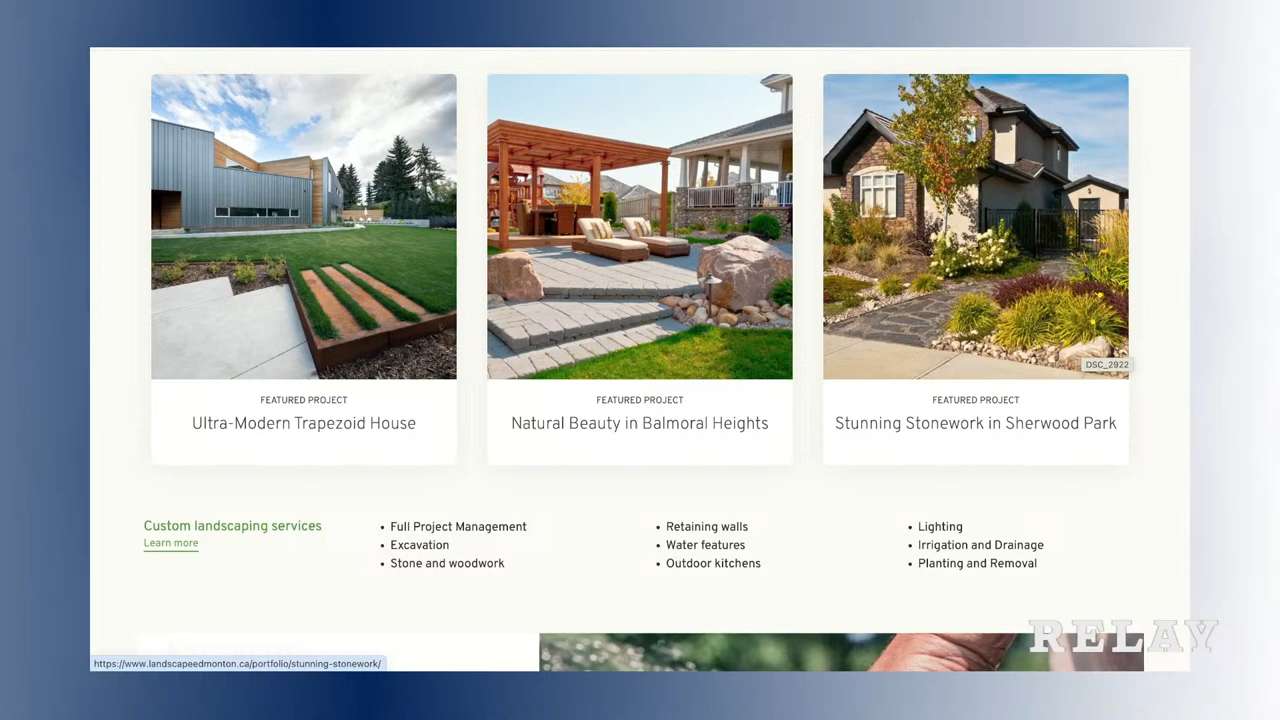 DSC_2922
FEATURED PROJECT
Ultra-Modern Trapezoid House
FEATURED PROJECT
Natural Beauty in Balmoral Heights
FEATURED PROJECT
Stunning Stonework in Sherwood Park
Custom landscaping services
Learn more
• Full Project Management
• Excavation
• Stone and woodwork
• Retaining walls
• Water features
• Outdoor kitchens
• Lighting
• Irrigation and Drainage
• Planting and Removal
RELAY
https://www.landscapeedmonton.ca/portfolio/stunning-stonework/